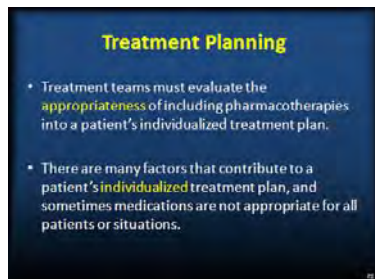 Treatment Planning
• Treatment teams must evaluate the
appropriateness of including pharmacotherapies
into a patient's individualized treatment plan.
• There are many factors that contribute to a
patient's individualized treatment plan, and
sometimes medications are not appropriate for all
patients or situations.